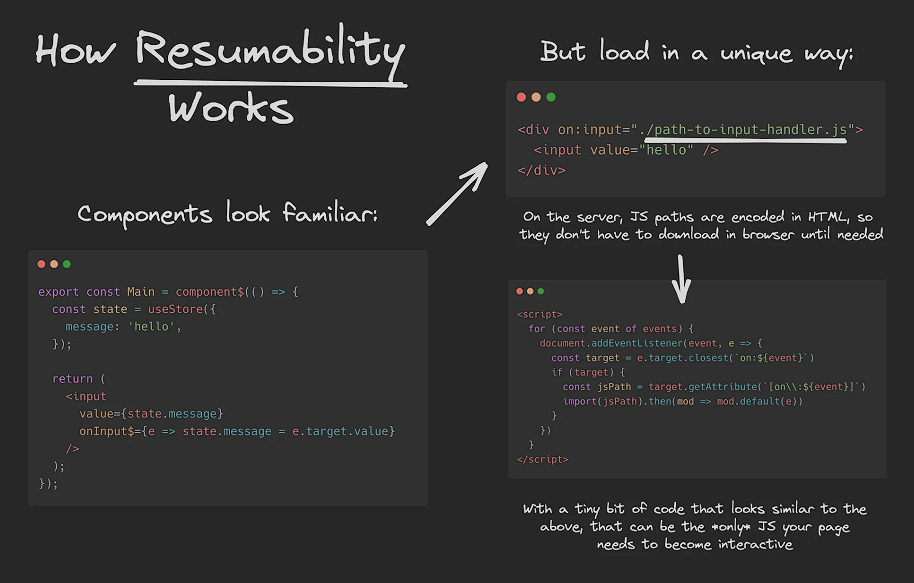 How Resumability
Works
Components look familiar:
export const Main = component$(() => {
  const state = useStore({
    message: 'hello',
  });

  return (
    <input
      value={state.message}
      onInput$={e => state.message = e.target.value}
    />
  );
});
But load in a unique way:
<div on:input="./path-to-input-handler.js">
  <input value="hello" />
</div>
On the server, JS paths are encoded in HTML, so
they don't have to download in browser until needed
<script>
  for (const event of events) {
    document.addEventListener(event, e => {
      const target = e.target.closest(`on:${event}`)
      if (target) {
        const jsPath = target.getAttribute(`[on\\:${event}]`)
        import(jsPath).then(mod => mod.default(e))
      }
    })
  }
</script>
With a tiny bit of code that looks similar to the
above, that can be the *only* JS your page
needs to become interactive